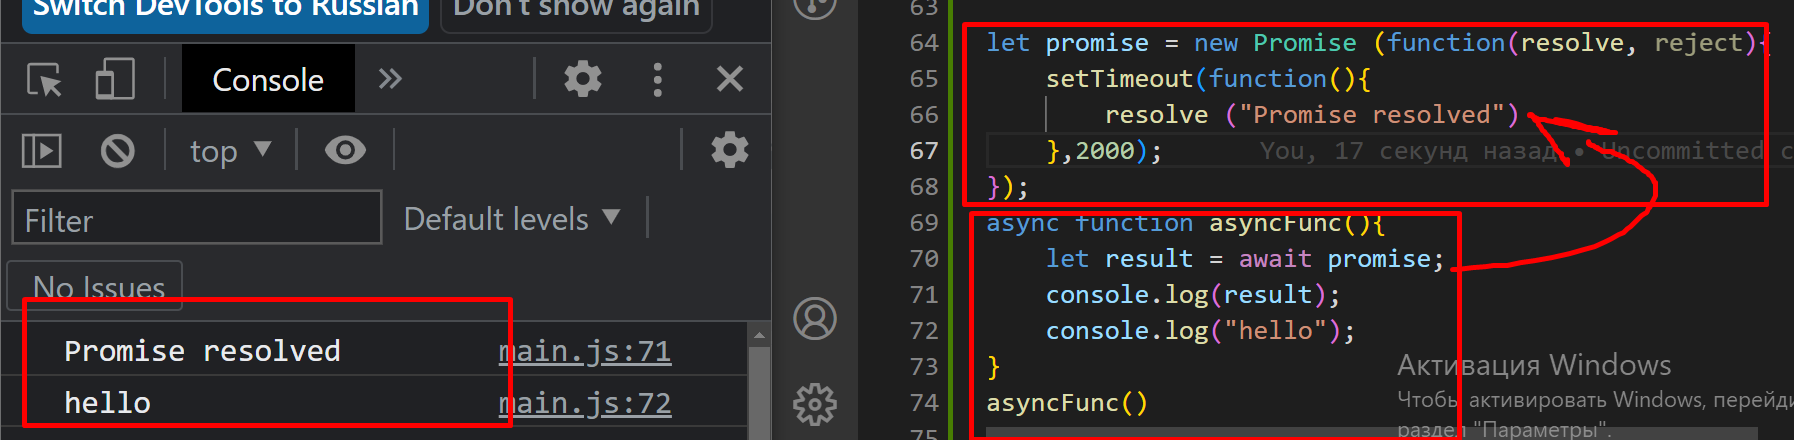 Switch DevTools to Russian
Don't show again
Console
top
Filter
Default levels
No Issues
Promise resolved main.js:71
hello main.js:72
63
64 let promise = new Promise (function(resolve, reject){
65 setTimeout(function(){
66 resolve ("Promise resolved")
67 },2000); You, 17 секунд назад • Uncommitted c
68 });
69 async function asyncFunc(){
70 let result = await promise;
71 console.log(result);
72 console.log("hello");
73 }
74 asyncFunc()
75
Активация Windows
Чтобы активировать Windows, перейди
раздел "Параметры".